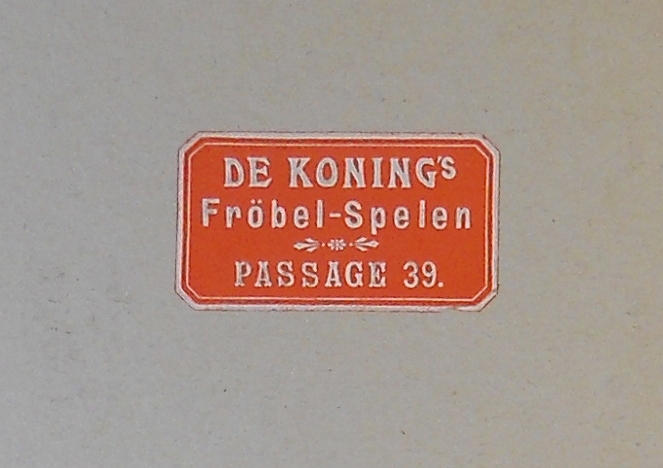 DE KONING's
Fröbel-Spelen
PASSAGE 39.